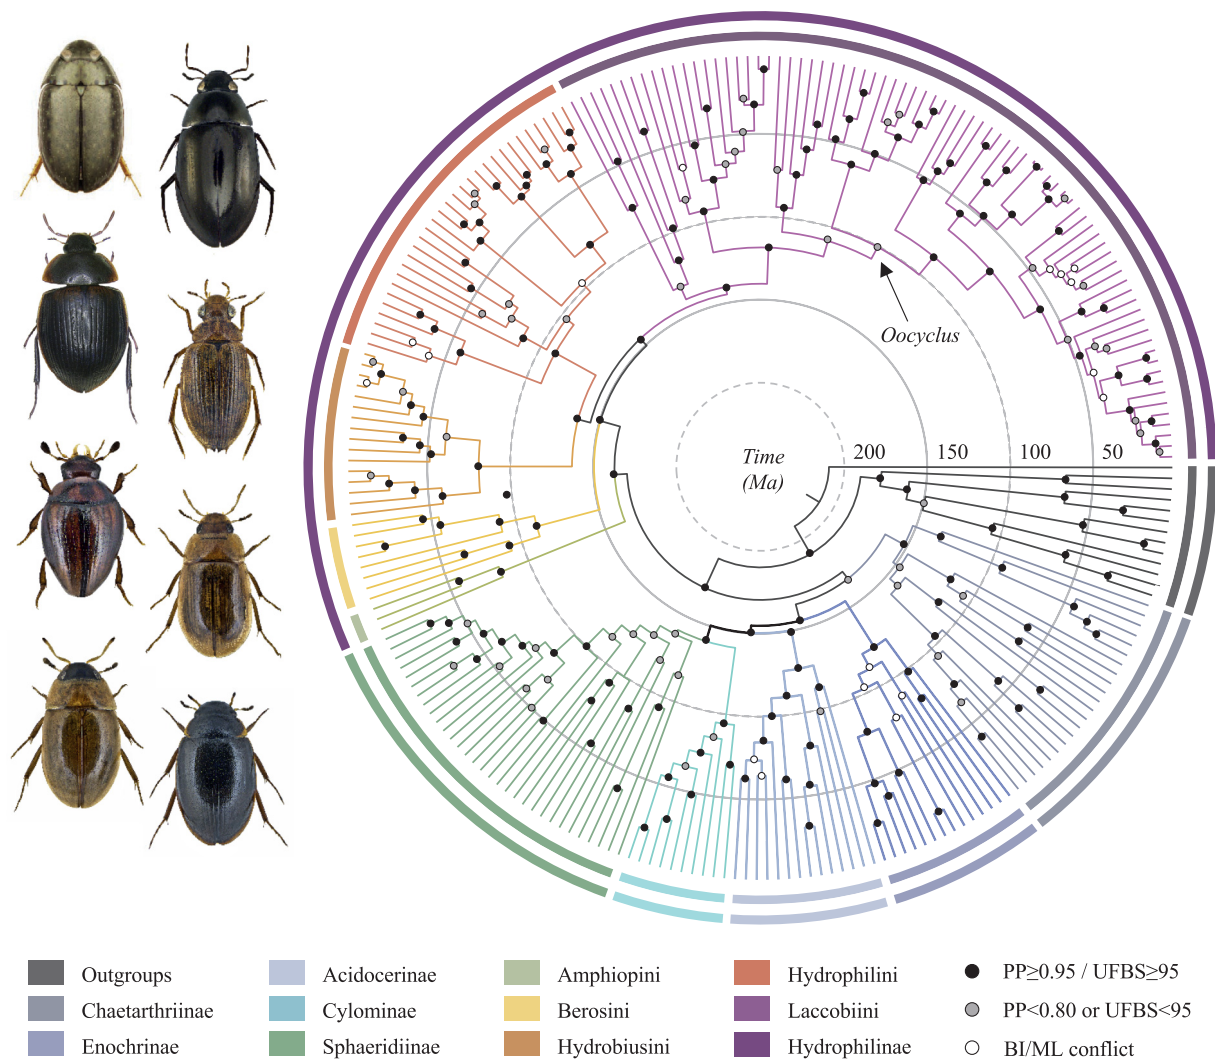 Oocyclus
Time
(Ma)
200
150
100
50
Outgroups
Chaetarthriinae
Enochrinae
Acidocerinae
Cylominae
Sphaeridiinae
Amphiopini
Berosini
Hydrobiusini
Hydrophilini
Laccobiini
Hydrophilinae
PP≥0.95 / UFBS≥95
PP<0.80 or UFBS<95
BI/ML conflict